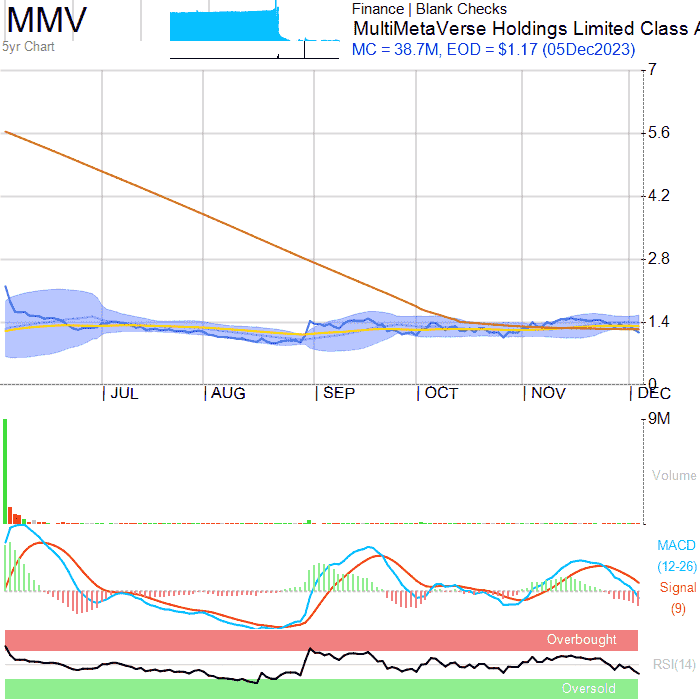 MMV
5yr Chart
Finance | Blank Checks
MultiMetaVerse Holdings Limited Class A
MC = 38.7M, EOD = $1.17 (05Dec2023)
7
5.6
4.2
2.8
1.4
0
JUL AUG SEP OCT NOV DEC
9M
Volume
MACD
(12-26)
Signal
(9)
Overbought
RSI(14)
Oversold